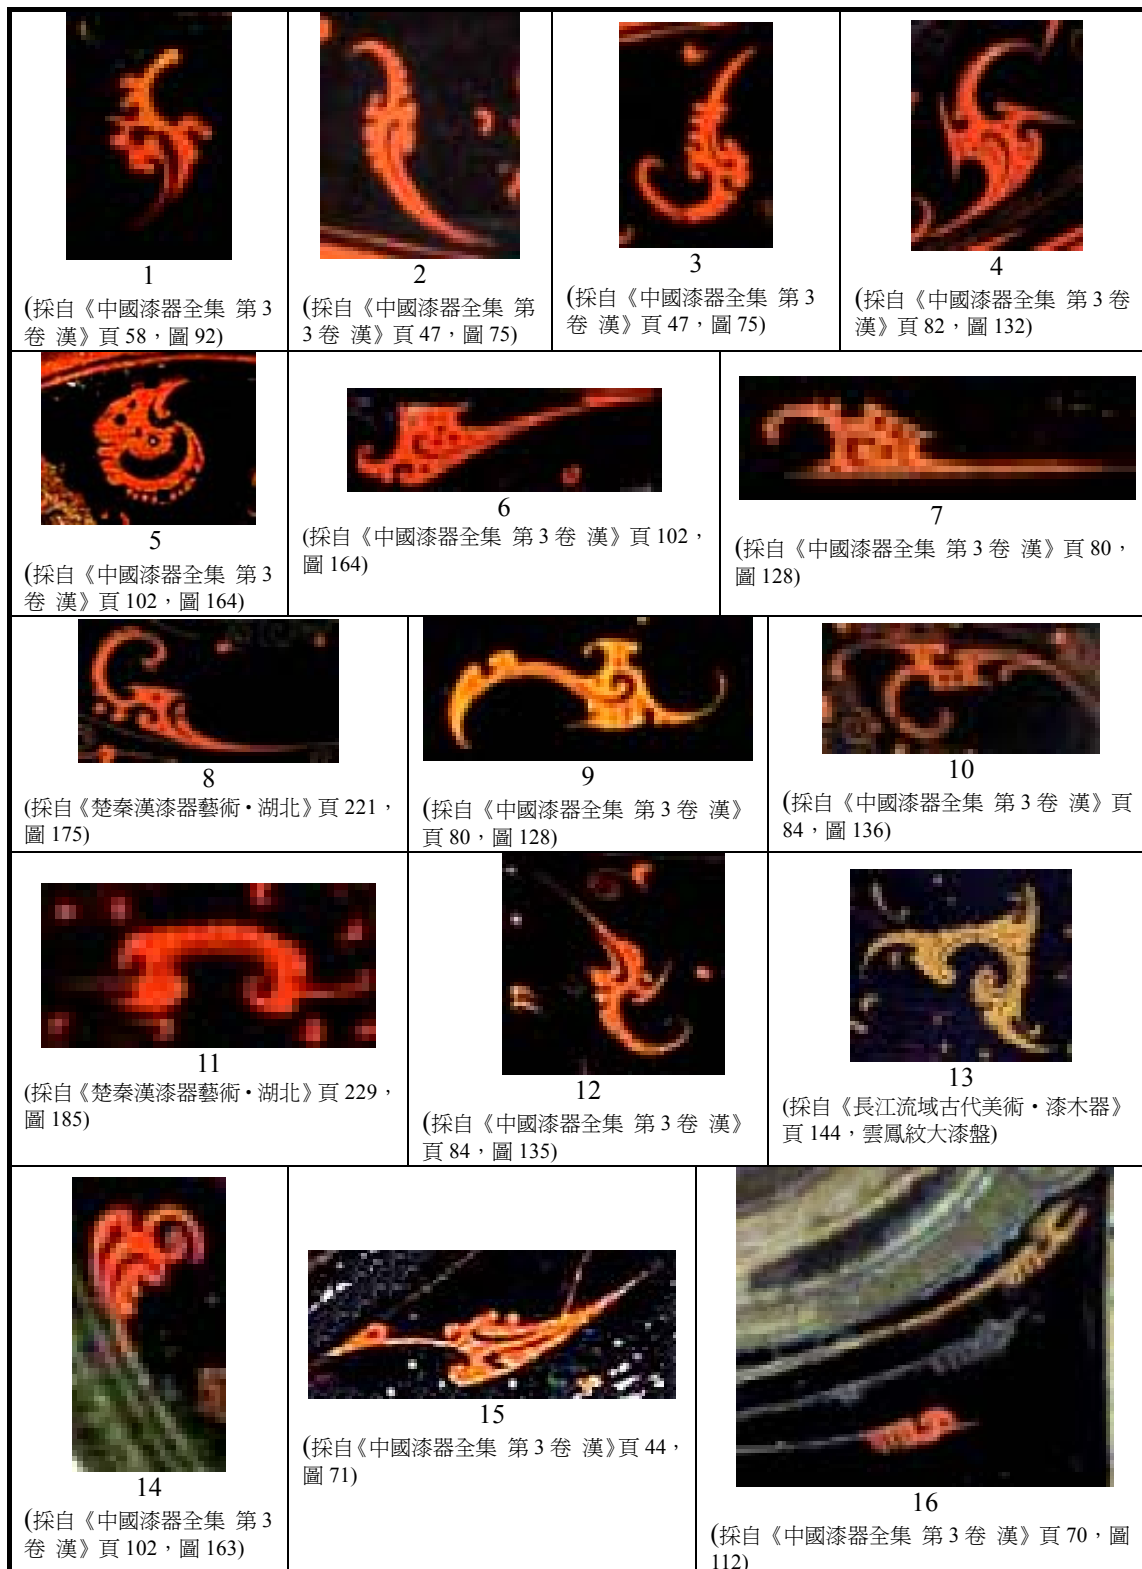 1
(採自《中國漆器全集 第 3
卷 漢》頁 58，圖 92)
2
(採自《中國漆器全集 第
3 卷 漢》頁 47，圖 75)
3
(採自《中國漆器全集 第 3
卷 漢》頁 47，圖 75)
4
(採自《中國漆器全集 第 3 卷
漢》頁 82，圖 132)
5
(採自《中國漆器全集 第 3
卷 漢》頁 102，圖 164)
6
(採自《中國漆器全集 第 3 卷 漢》頁 102，
圖 164)
7
(採自《中國漆器全集 第 3 卷 漢》頁 80，
圖 128)
8
(採自《楚秦漢漆器藝術‧湖北》頁 221，
圖 175)
9
(採自《中國漆器全集 第 3 卷 漢》
頁 80，圖 128)
10
(採自《中國漆器全集 第 3 卷 漢》頁
84，圖 136)
11
(採自《楚秦漢漆器藝術‧湖北》頁 229，
圖 185)
12
(採自《中國漆器全集 第 3 卷 漢》
頁 84，圖 135)
13
(採自《長江流域古代美術‧漆木器》
頁 144，雲鳳紋大漆盤)
14
(採自《中國漆器全集 第 3
卷 漢》頁 102，圖 163)
15
(採自《中國漆器全集 第 3 卷 漢》頁 44，
圖 71)
16
(採自《中國漆器全集 第 3 卷 漢》頁 70，圖
112)